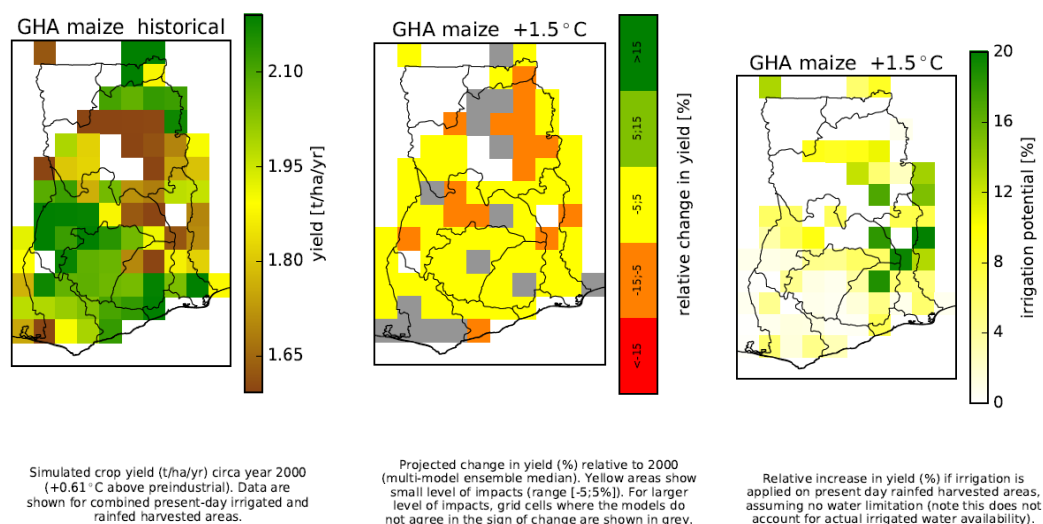 GHA maize historical
2.10
1.95
1.80
1.65
yield [t/ha/yr]
Simulated crop yield (t/ha/yr) circa year 2000
(+0.61°C above preindustrial). Data are
shown for combined present-day irrigated and
rainfed harvested areas.
GHA maize +1.5°C
>15
5;15
-5;5
-15;-5
<-15
relative change in yield [%]
Projected change in yield (%) relative to 2000
(multi-model ensemble median). Yellow areas show
small level of impacts (range [-5;5%]). For larger
level of impacts, grid cells where the models do
not agree in the sign of change are shown in grey.
GHA maize +1.5°C
20
16
12
8
4
0
irrigation potential [%]
Relative increase in yield (%) if irrigation is
applied on present day rainfed harvested areas,
assuming no water limitation (note this does not
account for actual irrigated water availability).